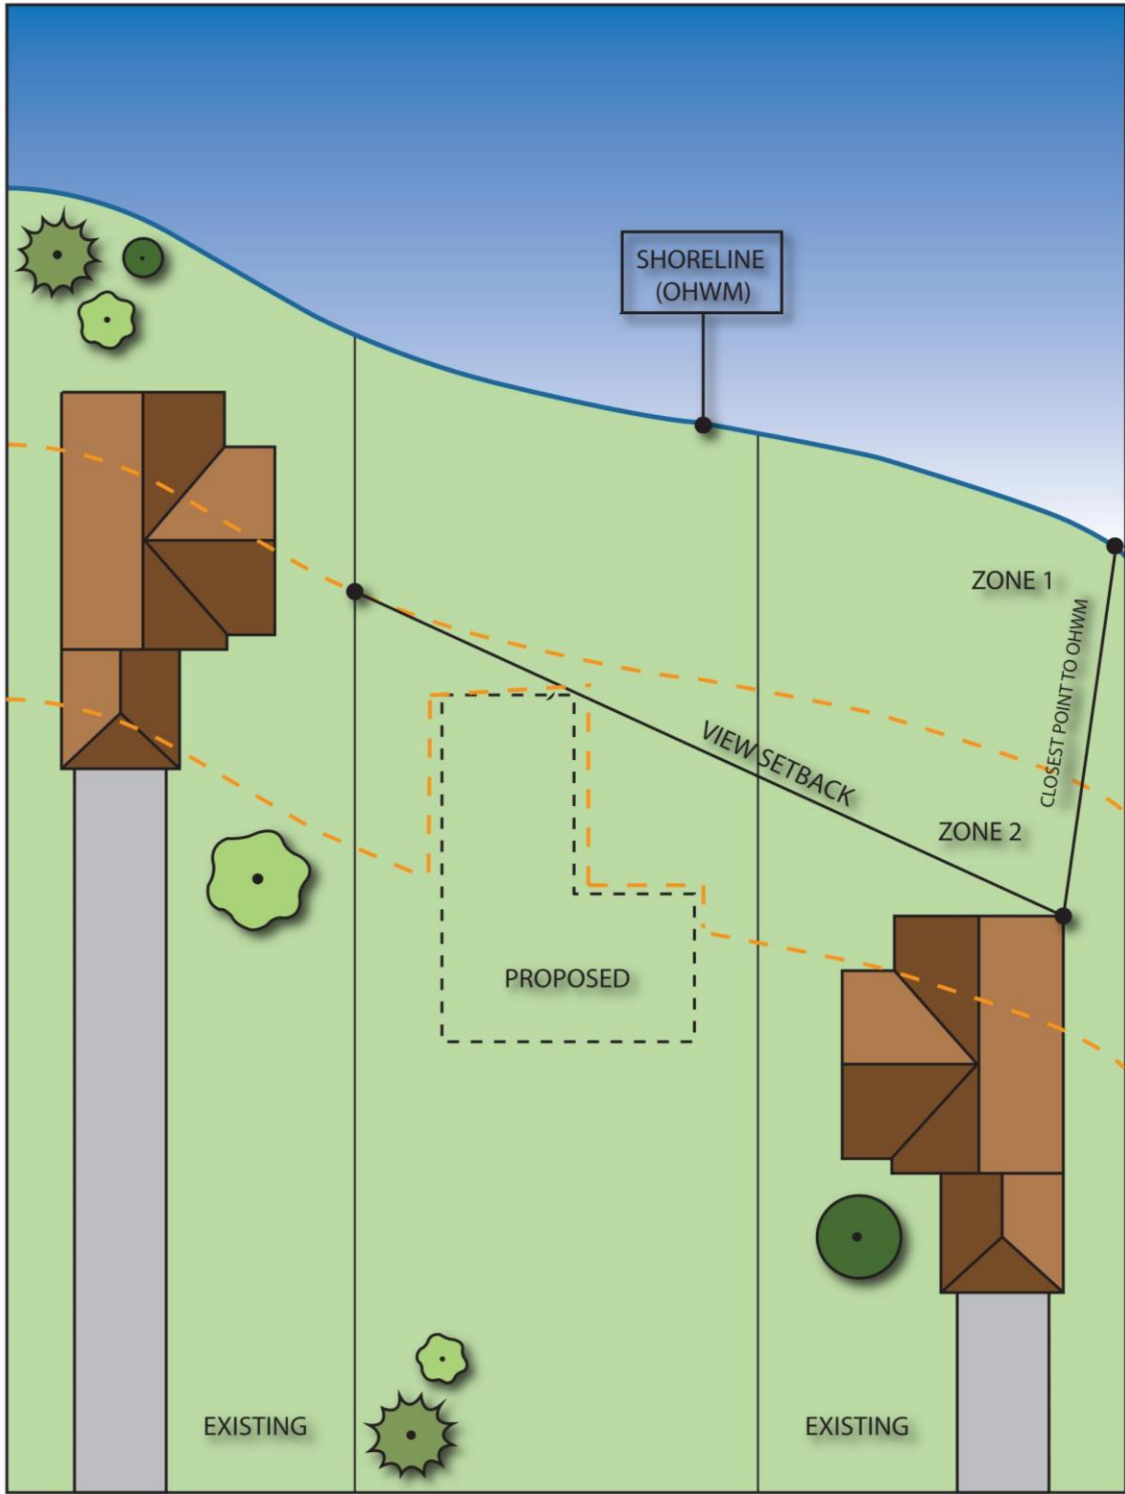 SHORELINE
(OHWM)
ZONE 1
CLOSEST POINT TO OHWM
VIEW SETBACK
ZONE 2
PROPOSED
EXISTING
EXISTING